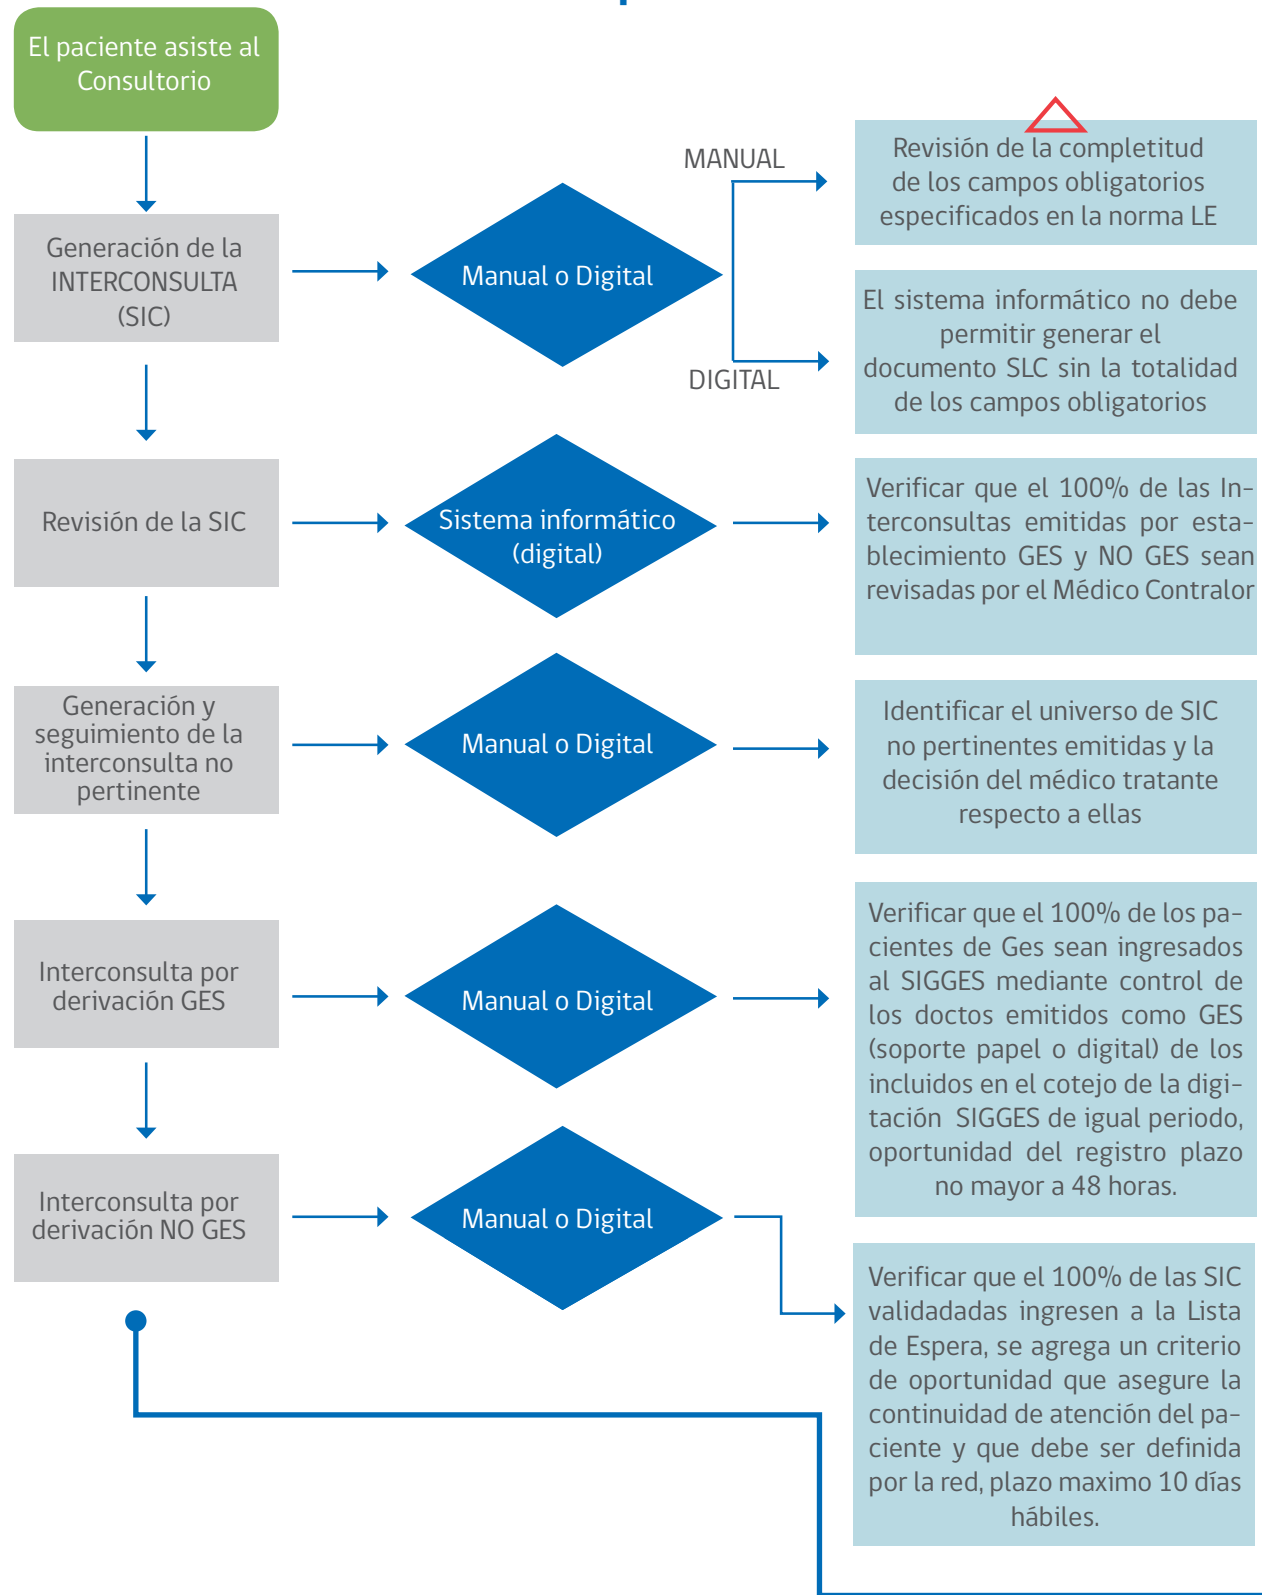 El paciente asiste al
Consultorio
Generación de la
INTERCONSULTA
(SIC)
Manual o Digital
MANUAL
DIGITAL
Revisión de la completitud
de los campos obligatorios
especificados en la norma LE
El sistema informático no debe
permitir generar el
documento SLC sin la totalidad
de los campos obligatorios
Revisión de la SIC
Sistema informático
(digital)
Verificar que el 100% de las In-
terconsultas emitidas por esta-
blecimiento GES y NO GES sean
revisadas por el Médico Contralor
Generación y
seguimiento de la
interconsulta no
pertinente
Manual o Digital
Identificar el universo de SIC
no pertinentes emitidas y la
decisión del médico tratante
respecto a ellas
Interconsulta por
derivación GES
Manual o Digital
Verificar que el 100% de los pa-
cientes de Ges sean ingresados
al SIGGES mediante control de
los doctos emitidos como GES
(soporte papel o digital) de los
incluidos en el cotejo de la digi-
tación SIGGES de igual periodo,
oportunidad del registro plazo
no mayor a 48 horas.
Interconsulta por
derivación NO GES
Manual o Digital
Verificar que el 100% de las SIC
validadadas ingresen a la Lista
de Espera, se agrega un criterio
de oportunidad que asegure la
continuidad de atención del pa-
ciente y que debe ser definida
por la red, plazo maximo 10 días
hábiles.